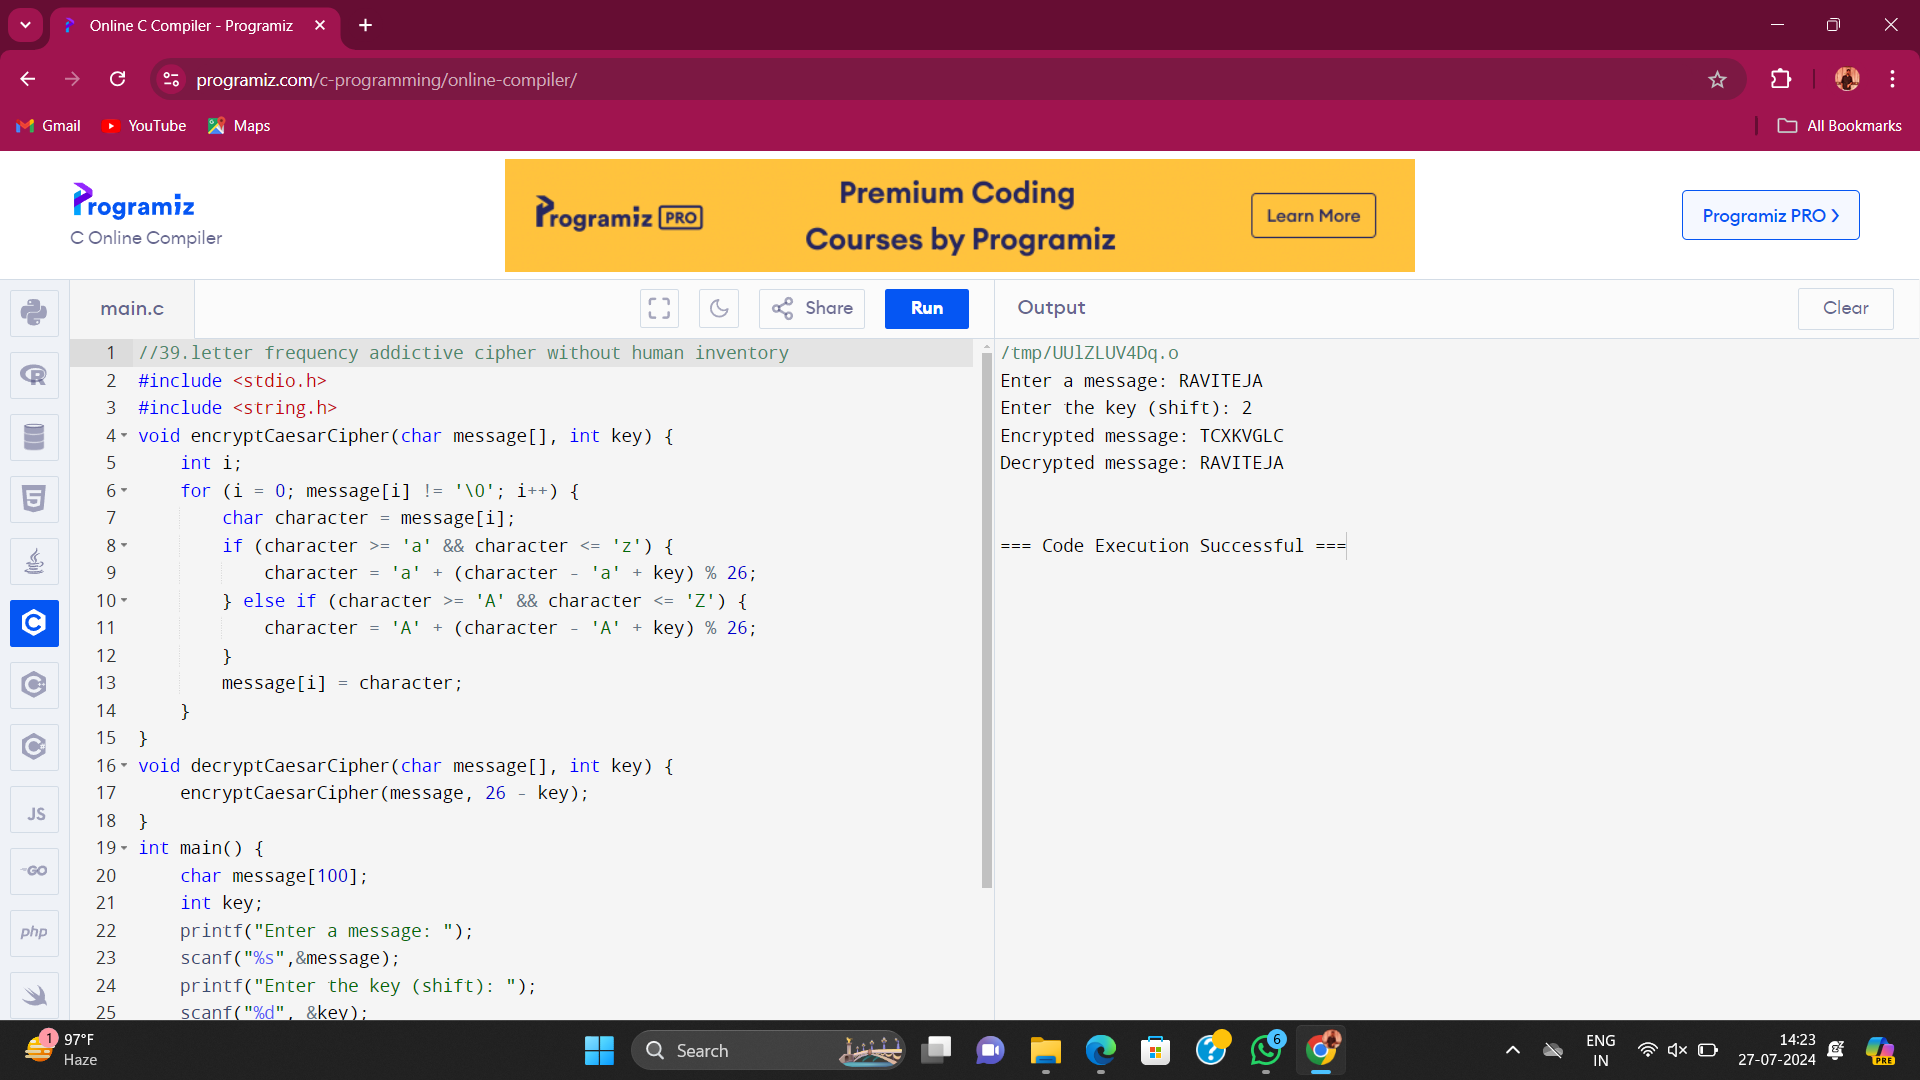 Online C Compiler - Programiz
programiz.com/c-programming/online-compiler/
Gmail YouTube Maps All Bookmarks
Programiz
C Online Compiler
Programiz PRO
Premium Coding
Courses by Programiz
Learn More
Programiz PRO
main.c
Share
Run
Output
Clear
1 //39.letter frequency addictive cipher without human inventory
2 #include <stdio.h>
3 #include <string.h>
4 void encryptCaesarCipher(char message[], int key) {
5     int i;
6     for (i = 0; message[i] != '\0'; i++) {
7         char character = message[i];
8         if (character >= 'a' && character <= 'z') {
9             character = 'a' + (character - 'a' + key) % 26;
10         } else if (character >= 'A' && character <= 'Z') {
11             character = 'A' + (character - 'A' + key) % 26;
12         }
13         message[i] = character;
14     }
15 }
16 void decryptCaesarCipher(char message[], int key) {
17     encryptCaesarCipher(message, 26 - key);
18 }
19 int main() {
20     char message[100];
21     int key;
22     printf("Enter a message: ");
23     scanf("%s",&message);
24     printf("Enter the key (shift): ");
25     scanf("%d", &key);
/tmp/UUlZLUV4Dq.o
Enter a message: RAVITEJA
Enter the key (shift): 2
Encrypted message: TCXKVGLC
Decrypted message: RAVITEJA
=== Code Execution Successful ===
JS
GO
php
1
97°F
Haze
Search
6
ENG
IN
14:23
27-07-2024
PRE